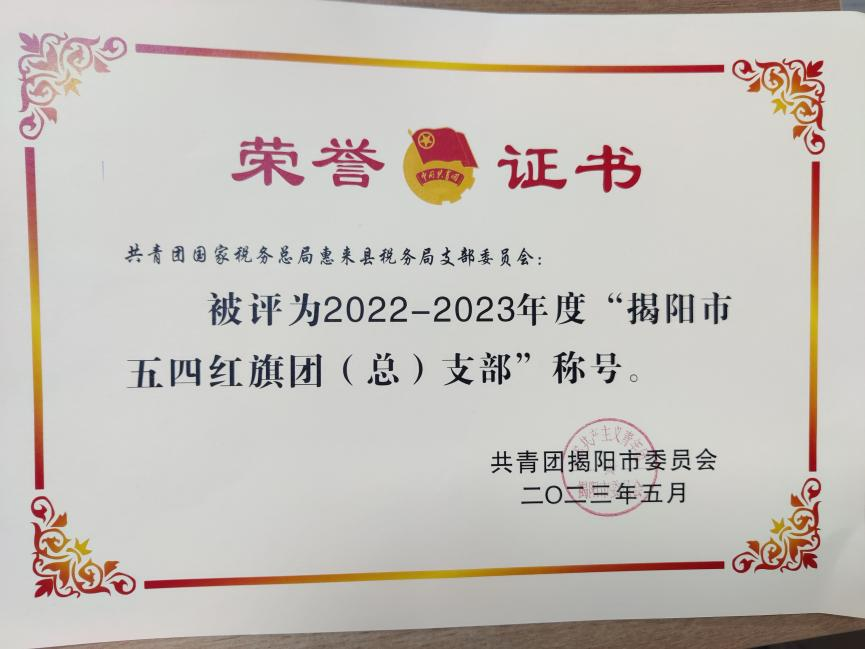 荣誉证书
中国共青团
共青团国家税务总局惠来县税务局支部委员会：
被评为2022-2023年度“揭阳市
五四红旗团（总）支部”称号。
共青团揭阳市委员会
二〇二三年五月